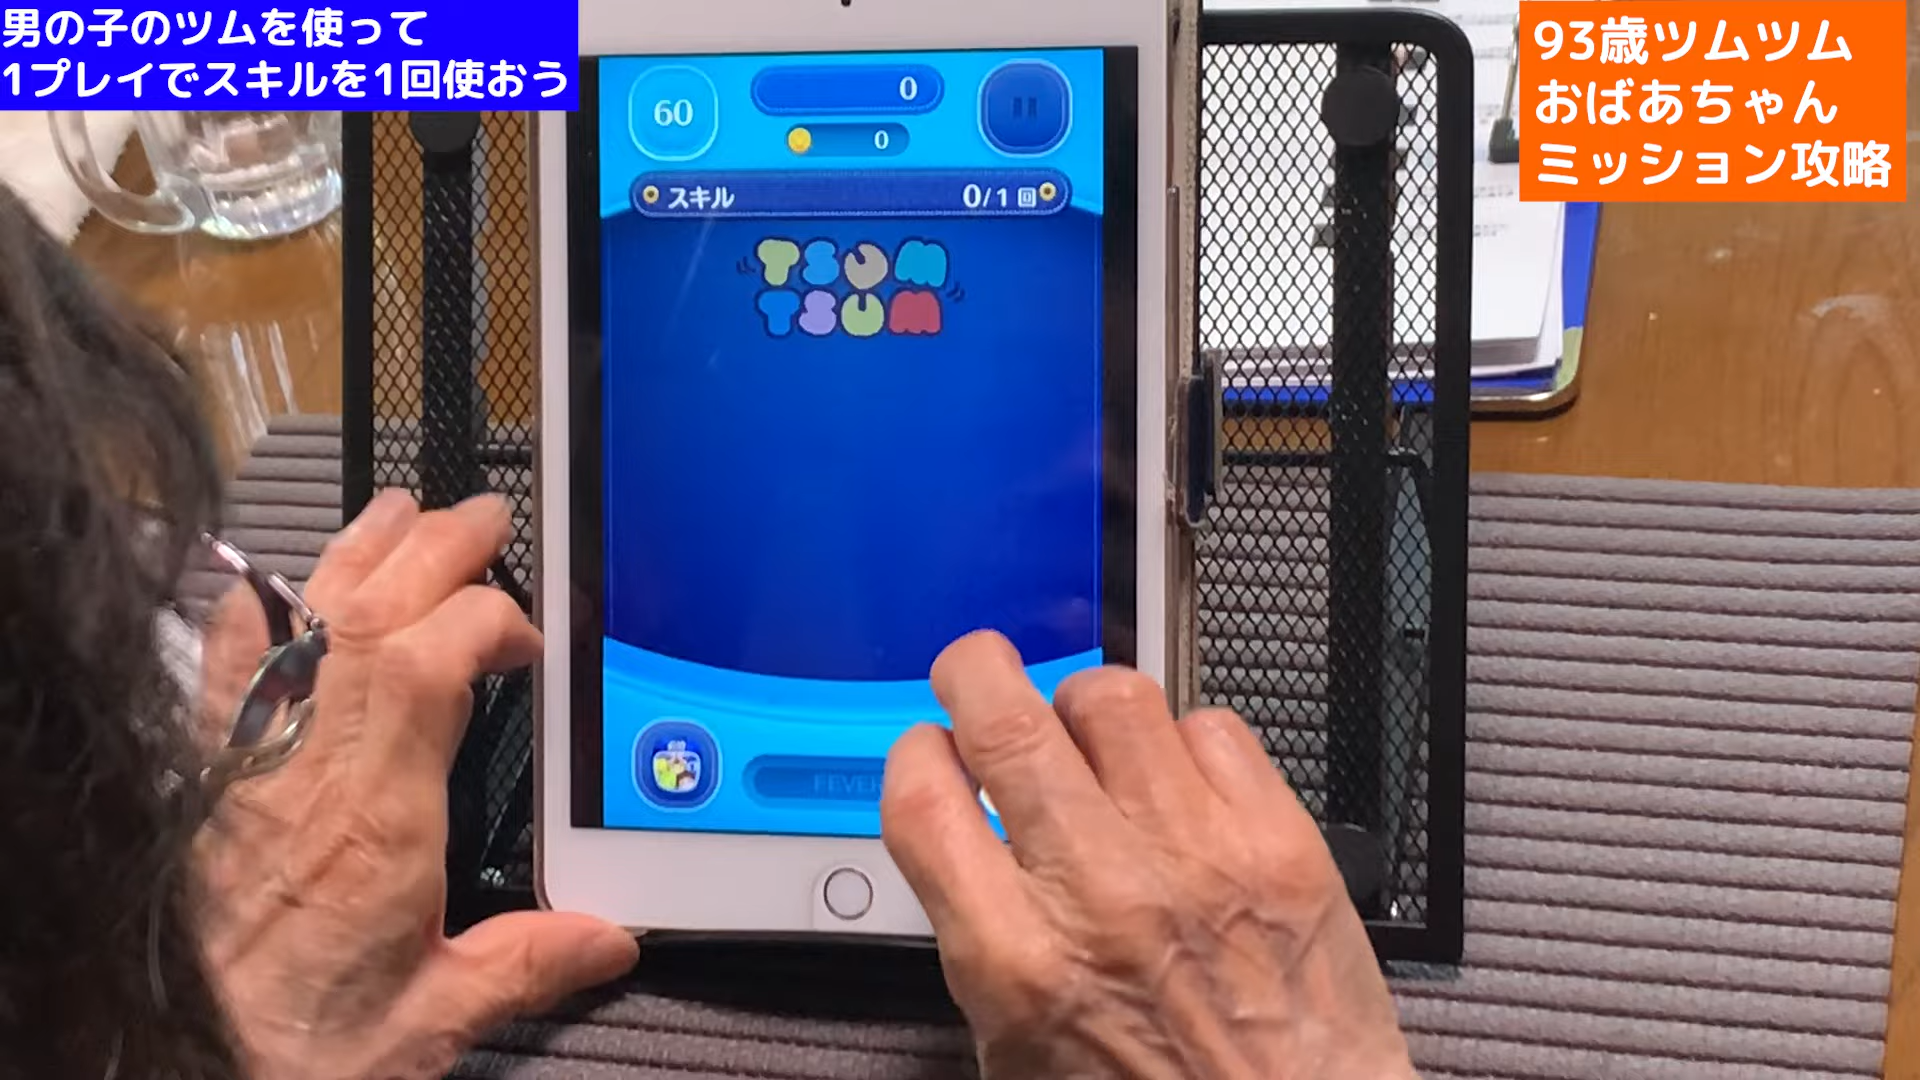 男の子のツムを使って
1プレイでスキルを1回使おう
93歳ツムツム
おばあちゃん
ミッション攻略
60
0
0
スキル 0/1回
TSUM
TSUM
FEVER